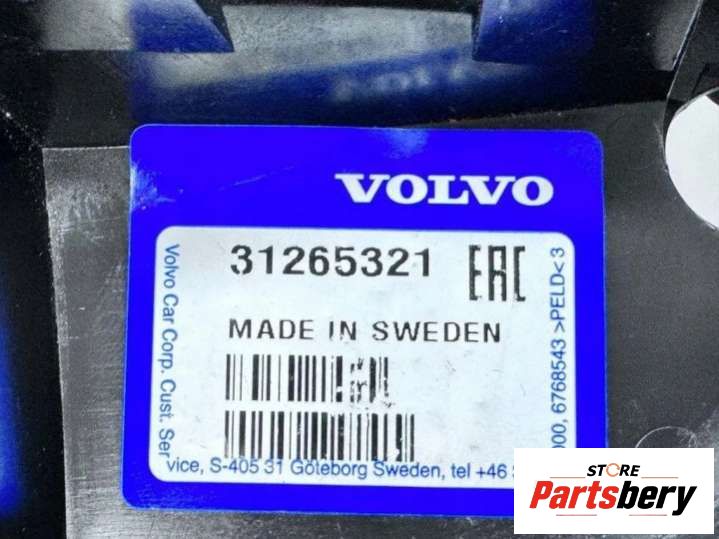 VOLVO
31265321 EAC
MADE IN SWEDEN
Volvo Car Corp. Cust. Ser
vice, S-405 31 Göteborg Sweden, tel +46
000, 6768543 >PELD<3
STORE
Partsbery